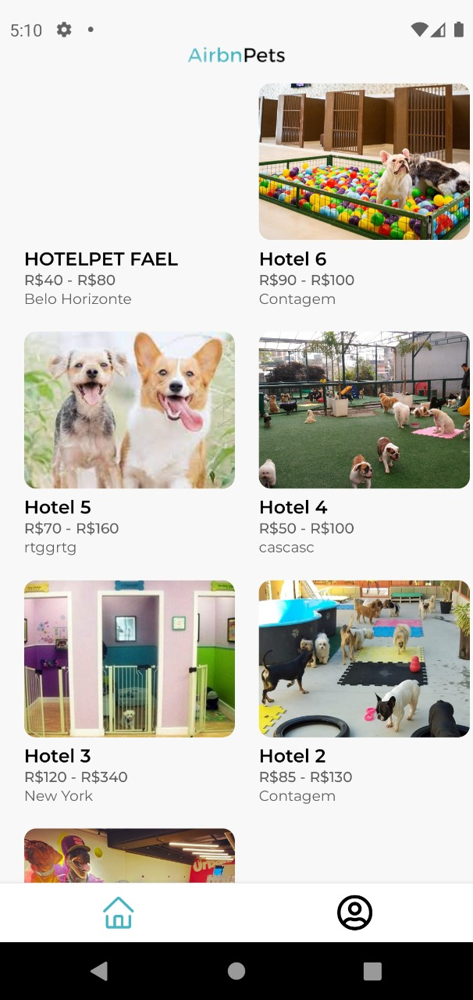 5:10
AirbnPets
HOTELPET FAEL
R$40 - R$80
Belo Horizonte
Hotel 6
R$90 - R$100
Contagem
Hotel 5
R$70 - R$160
rtggrtg
Hotel 4
R$50 - R$100
cascasc
Hotel 3
R$120 - R$340
New York
Hotel 2
R$85 - R$130
Contagem